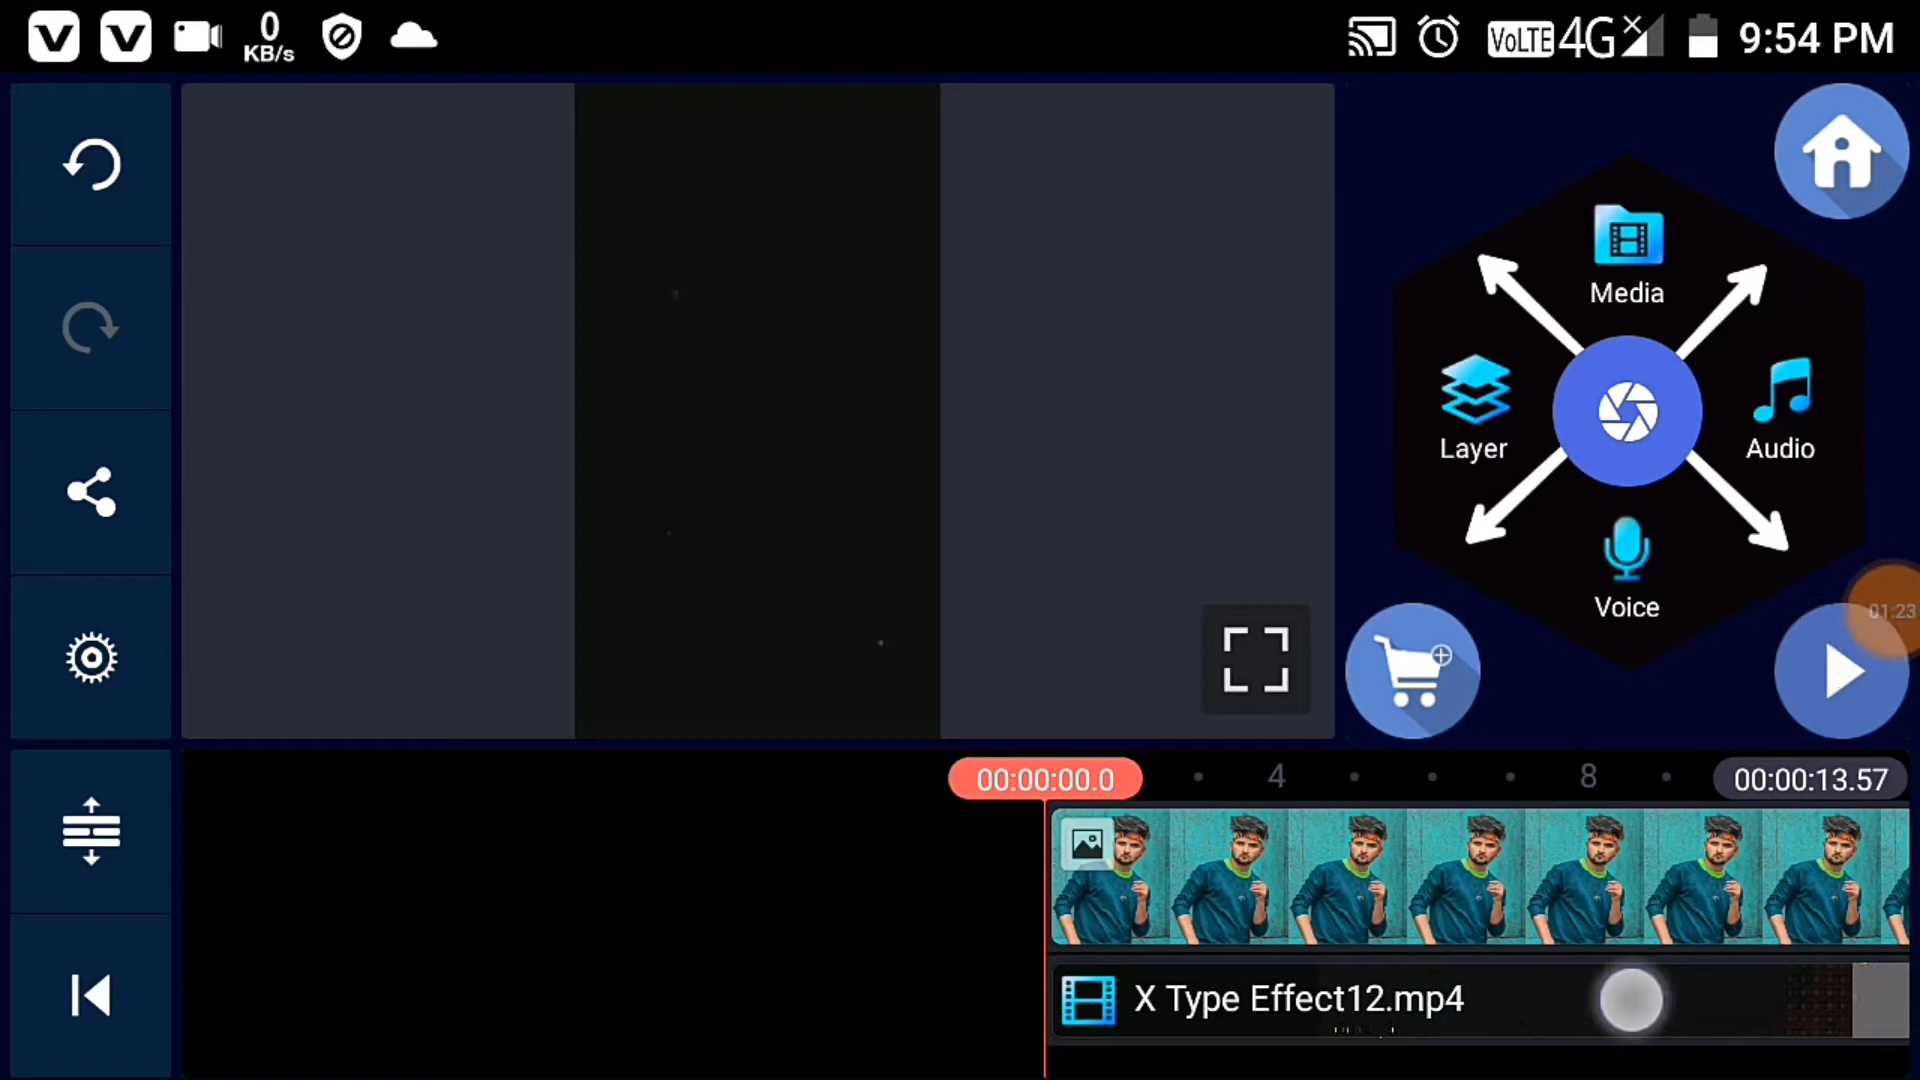 0
KB/s
VoLTE 4G
9:54 PM
Media
Layer
Audio
Voice
01:23
00:00:00.0
4
8
00:00:13.57
X Type Effect12.mp4